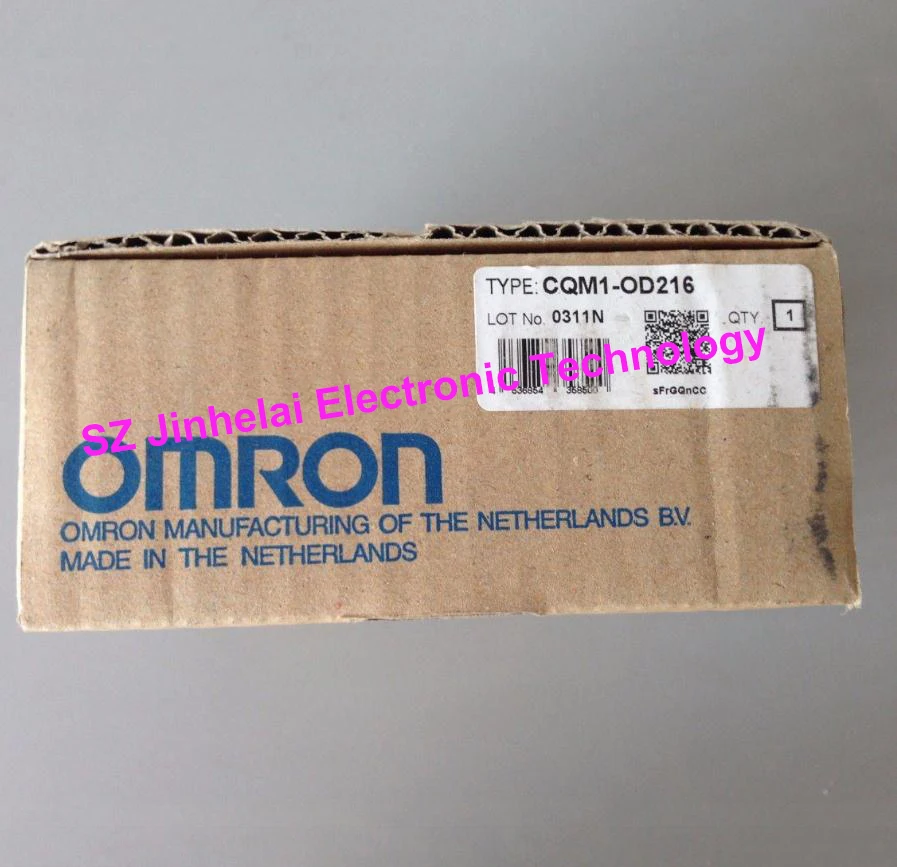 TYPE: CQM1-OD216
LOT No. 0311N
QTY. 1
sFrGQnCC
SZ Jinhelai Electronic Technology
OMRON
OMRON MANUFACTURING OF THE NETHERLANDS B.V.
MADE IN THE NETHERLANDS